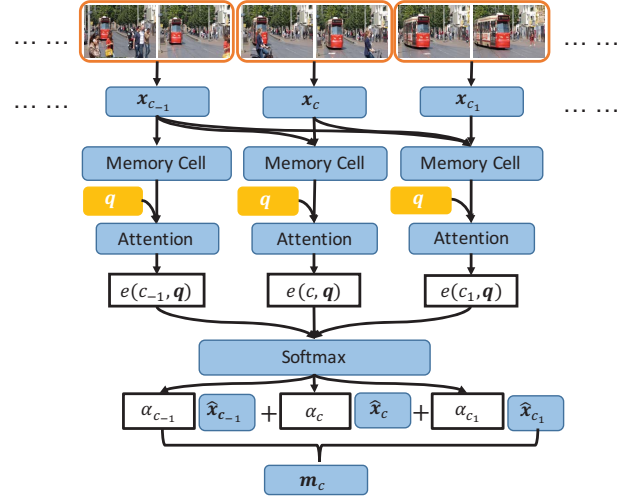 ... ... ... ...
... ... 𝒙_{c_{-1}} 𝒙_c 𝒙_{c_1} ... ...
Memory Cell Memory Cell Memory Cell
q q q
Attention Attention Attention
e(c_{-1}, q) e(c, q) e(c_1, q)
Softmax
α_{c_{-1}} x̂_{c_{-1}} + α_c x̂_c + α_{c_1} x̂_{c_1}
m_c